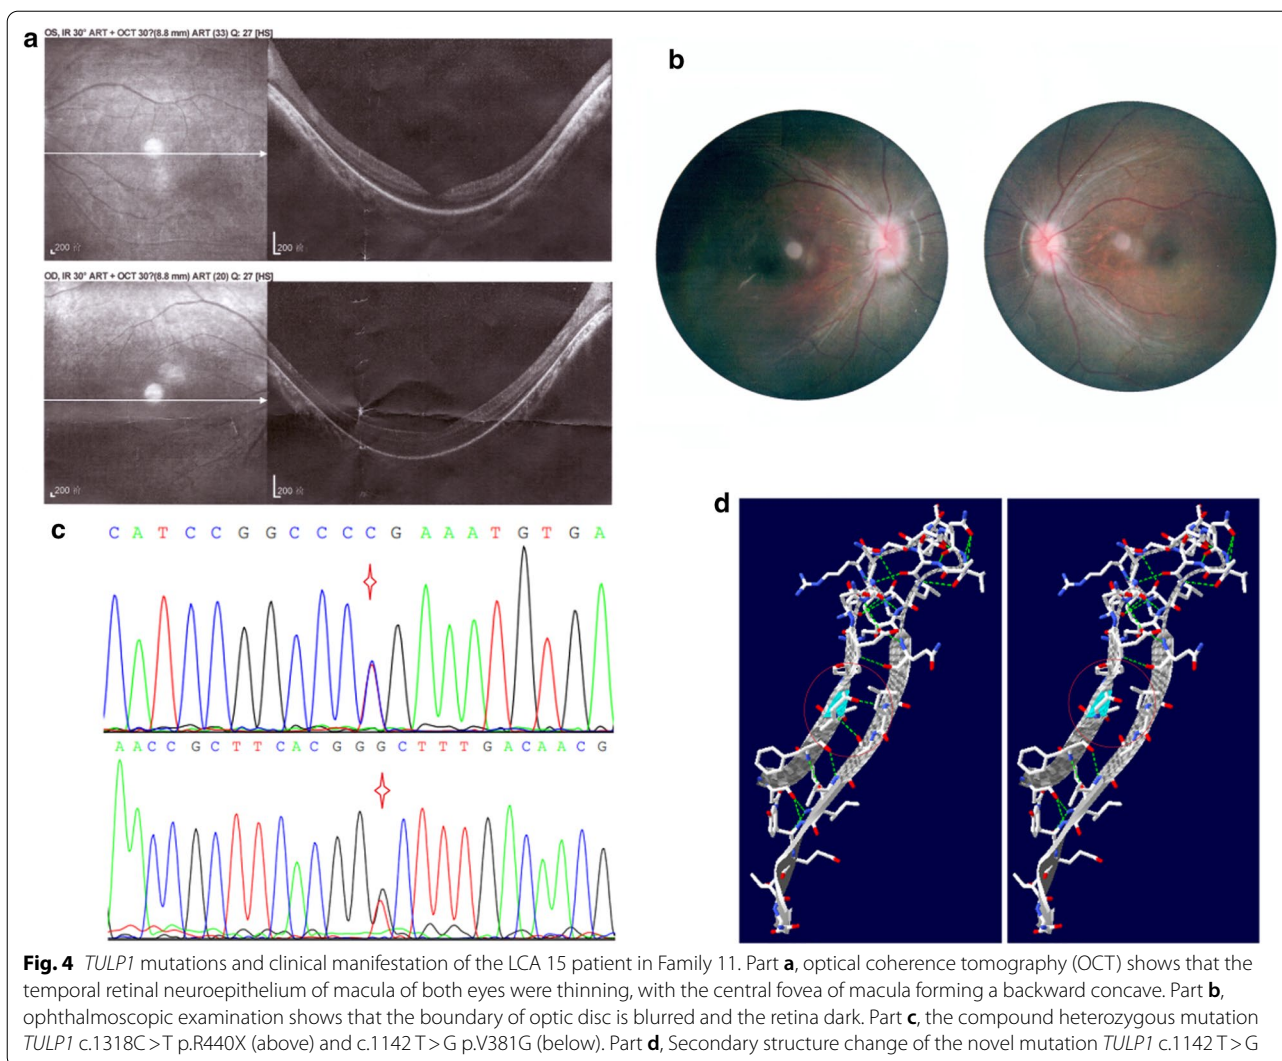 a
OS, IR 30° ART + OCT 30?(8.8 mm) ART (33) Q: 27 [HS]
200
200
OD, IR 30° ART + OCT 30?(8.8 mm) ART (20) Q: 27 [HS]
200
200
b
c
C A T C C G G C C C C G A A A T G T G A
A A C C G C T T C A C G G G C T T T G A C A A C G
d
Fig. 4 TULP1 mutations and clinical manifestation of the LCA 15 patient in Family 11. Part a, optical coherence tomography (OCT) shows that the
temporal retinal neuroepithelium of macula of both eyes were thinning, with the central fovea of macula forming a backward concave. Part b,
ophthalmoscopic examination shows that the boundary of optic disc is blurred and the retina dark. Part c, the compound heterozygous mutation
TULP1 c.1318C > T p.R440X (above) and c.1142 T > G p.V381G (below). Part d, Secondary structure change of the novel mutation TULP1 c.1142 T > G